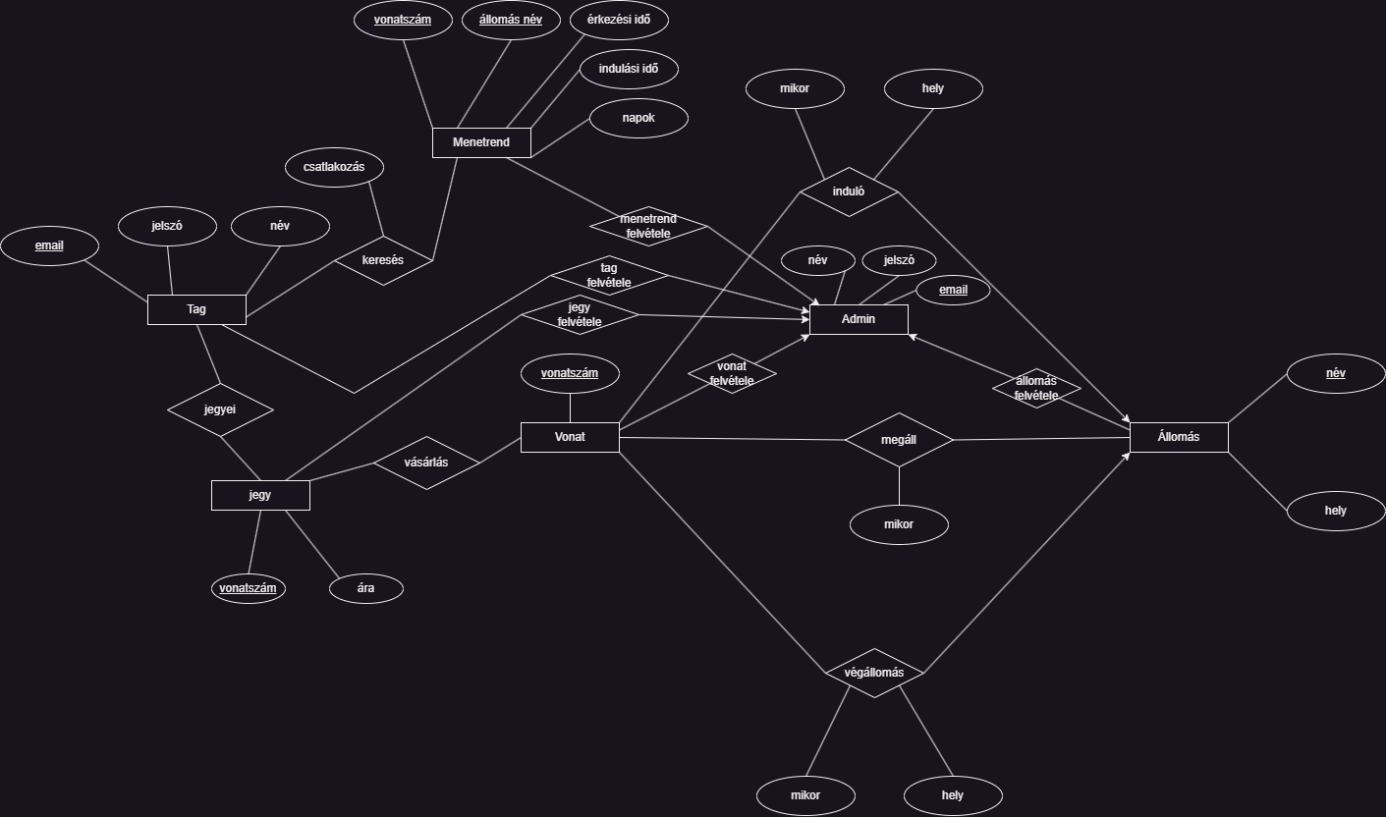 vonatszám
állomás név
érkezési idő
indulási idő
napok
Menetrend
mikor
hely
induló
csatlakozás
keresés
menetrend
felvétele
email
jelszó
név
Tag
tag
felvétele
jegy
felvétele
név
jelszó
email
Admin
vonatszám
vonat
felvétele
állomás
felvétele
név
jegyei
vásárlás
Vonat
megáll
Állomás
jegy
mikor
hely
vonatszám
ára
végállomás
mikor
hely